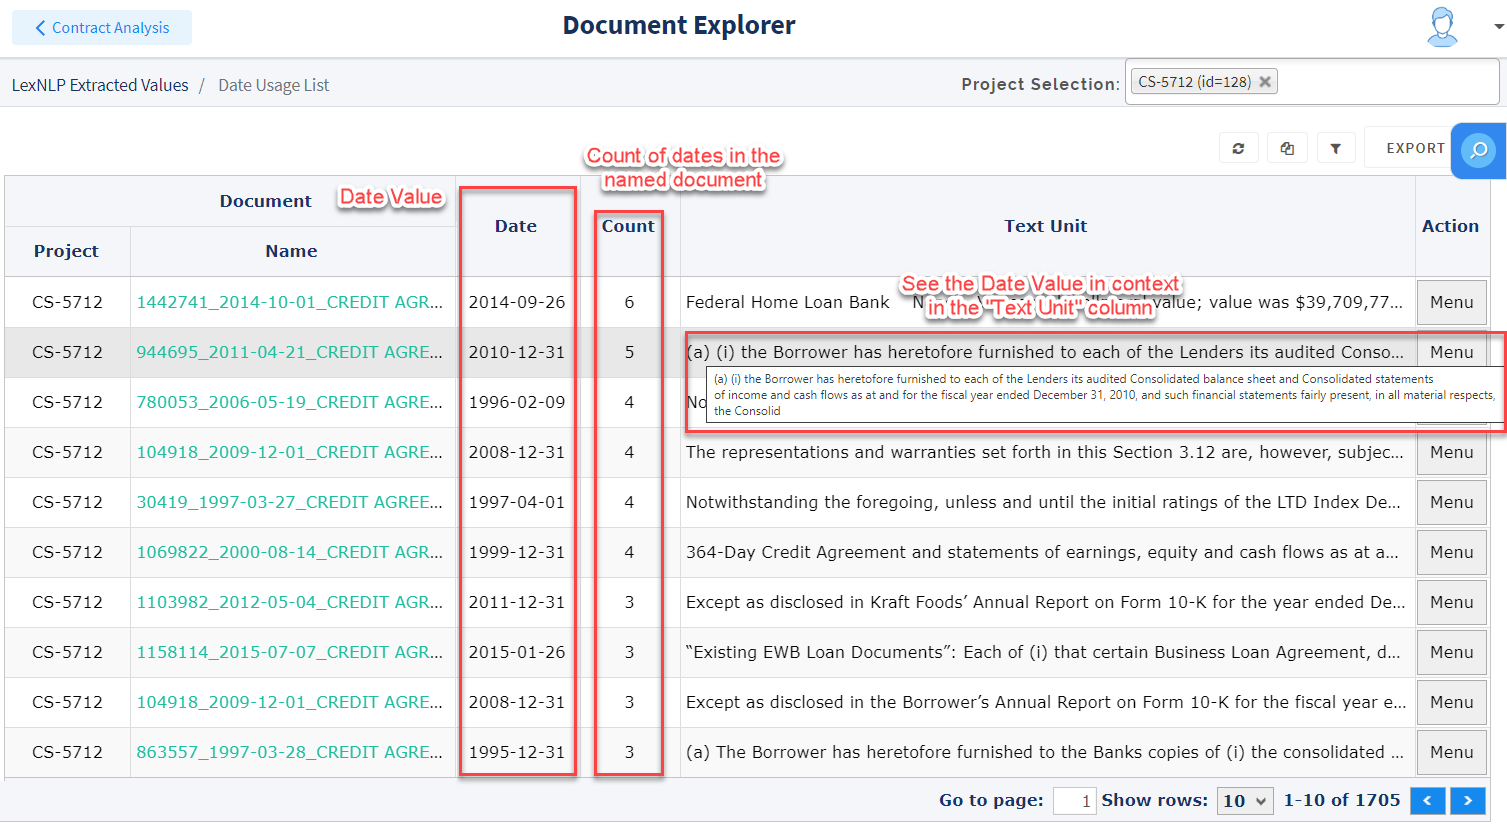 Contract Analysis
Document Explorer
LexNLP Extracted Values / Date Usage List
Project Selection:
CS-5712 (id=128)
EXPORT
Count of dates in the
named document
Date Value
Document Date Count Text Unit Action
Project Name
See the Date Value in context
in the "Text Unit" column
CS-5712 1442741_2014-10-01_CREDIT AGR... 2014-09-26 6 Federal Home Loan Bank value; value was $39,709,77... Menu
CS-5712 944695_2011-04-21_CREDIT AGRE... 2010-12-31 5 (a) (i) the Borrower has heretofore furnished to each of the Lenders its audited Conso... Menu
(a) (i) the Borrower has heretofore furnished to each of the Lenders its audited Consolidated balance sheet and Consolidated statements
of income and cash flows as at and for the fiscal year ended December 31, 2010, and such financial statements fairly present, in all material respects,
the Consolid
CS-5712 780053_2006-05-19_CREDIT AGRE... 1996-02-09 4 No
CS-5712 104918_2009-12-01_CREDIT AGRE... 2008-12-31 4 The representations and warranties set forth in this Section 3.12 are, however, subjec... Menu
CS-5712 30419_1997-03-27_CREDIT AGREE... 1997-04-01 4 Notwithstanding the foregoing, unless and until the initial ratings of the LTD Index De... Menu
CS-5712 1069822_2000-08-14_CREDIT AGR... 1999-12-31 4 364-Day Credit Agreement and statements of earnings, equity and cash flows as at a... Menu
CS-5712 1103982_2012-05-04_CREDIT AGR... 2011-12-31 3 Except as disclosed in Kraft Foods’ Annual Report on Form 10-K for the year ended De... Menu
CS-5712 1158114_2015-07-07_CREDIT AGR... 2015-01-26 3 “Existing EWB Loan Documents”: Each of (i) that certain Business Loan Agreement, d... Menu
CS-5712 104918_2009-12-01_CREDIT AGRE... 2008-12-31 3 Except as disclosed in the Borrower’s Annual Report on Form 10-K for the fiscal year e... Menu
CS-5712 863557_1997-03-28_CREDIT AGRE... 1995-12-31 3 (a) The Borrower has heretofore furnished to the Banks copies of (i) the consolidated ... Menu
Go to page: 1 Show rows: 10 1-10 of 1705